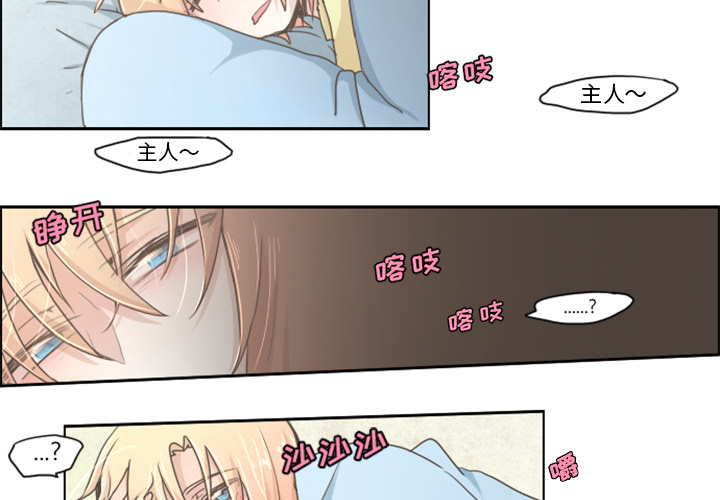 喀吱
主人～
主人～
睁开
喀吱
喀吱
......?
...?
沙沙沙
嚼